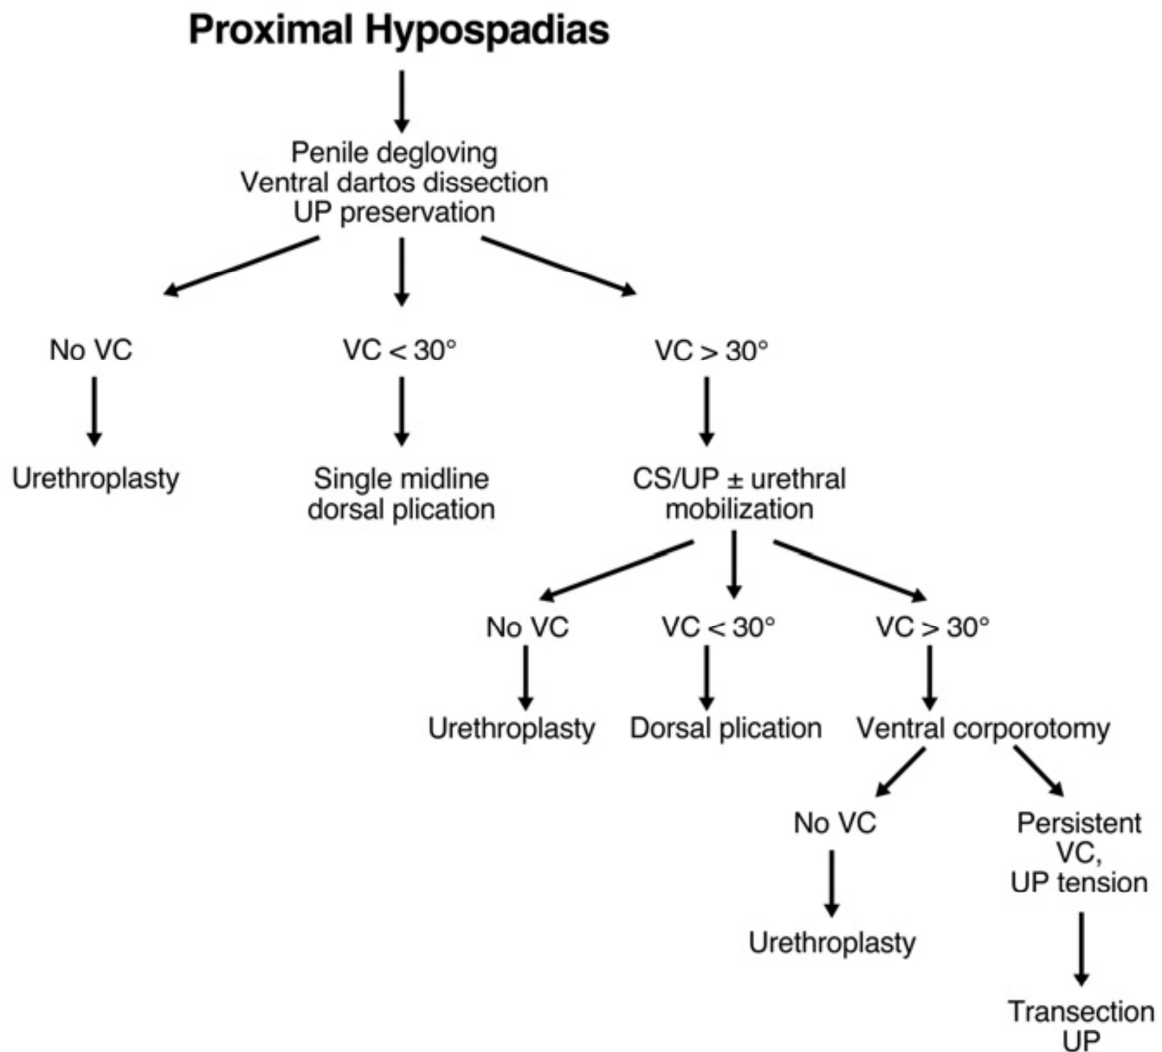 Proximal Hypospadias
Penile degloving
Ventral dartos dissection
UP preservation
No VC
VC < 30°
VC > 30°
Urethroplasty
Single midline
dorsal plication
CS/UP ± urethral
mobilization
No VC
VC < 30°
VC > 30°
Urethroplasty
Dorsal plication
Ventral corporotomy
No VC
Persistent
VC,
UP tension
Urethroplasty
Transection
UP